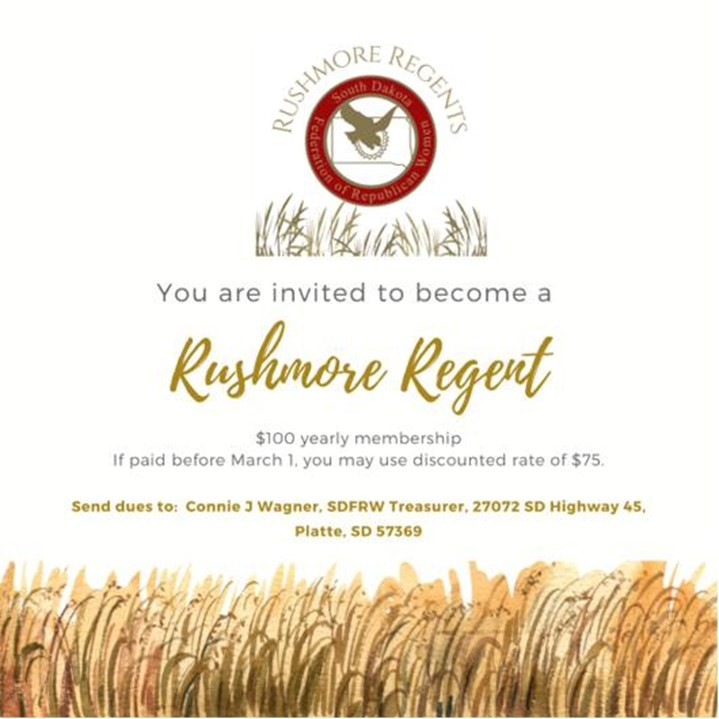 RUSHMORE REGENTS
South Dakota
Federation of Republican Women
You are invited to become a
Rushmore Regent
$100 yearly membership
If paid before March 1, you may use discounted rate of $75.
Send dues to: Connie J Wagner, SDFRW Treasurer, 27072 SD Highway 45,
Platte, SD 57369